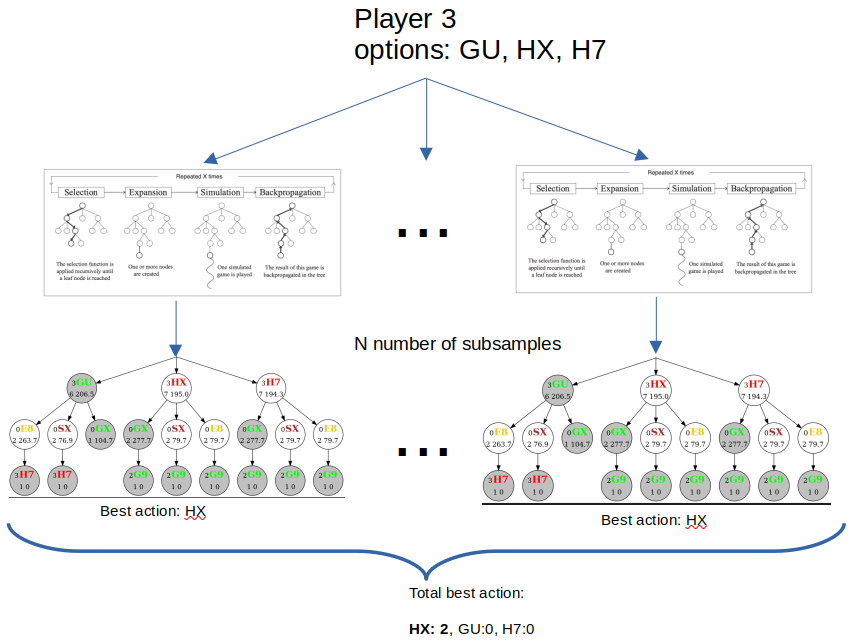 Player 3
options: GU, HX, H7
Repeated X times
Selection Expansion Simulation Backpropagation
The selection function is
applied recursively until
a leaf node is reached
One or more nodes
are created
One simulated
game is played
The result of this game is
backpropagated in the tree
Repeated X times
Selection Expansion Simulation Backpropagation
The selection function is
applied recursively until
a leaf node is reached
One or more nodes
are created
One simulated
game is played
The result of this game is
backpropagated in the tree
...
N number of subsamples
3GU 3HX 3H7
6 206.5 7 195.0 7 194.3
0E8 0SX 0GX 0GX 0SX 0E8 0GX 0SX 0E8
2 263.7 2 76.9 1 104.7 2 277.7 2 79.7 2 79.7 2 277.7 2 79.7 2 79.7
3H7 3H7 2G9 2G9 2G9 2G9 2G9 2G9
1 0 1 0 1 0 1 0 1 0 1 0 1 0 1 0
Best action: HX
...
3GU 3HX 3H7
6 206.5 7 195.0 7 194.3
0E8 0SX 0GX 0GX 0SX 0E8 0GX 0SX 0E8
2 263.7 2 76.9 1 104.7 2 277.7 2 79.7 2 79.7 2 277.7 2 79.7 2 79.7
3H7 3H7 2G9 2G9 2G9 2G9 2G9 2G9
1 0 1 0 1 0 1 0 1 0 1 0 1 0 1 0
Best action: HX
Total best action:
HX: 2, GU:0, H7:0